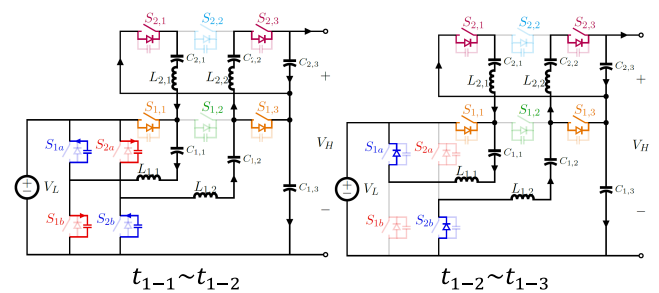 S2,1 S2,2 S2,3
C2,1 C2,2 C2,3
L2,1 L2,2
+
S1,1 S1,2 S1,3
S1a S2a
C1,1 C1,2
VH
L1,1
VL
L1,2
C1,3
S1b S2b
−
t1−1~t1−2
S2,1 S2,2 S2,3
C2,1 C2,2 C2,3
L2,1 L2,2
+
S1,1 S1,2 S1,3
S1a S2a
C1,1 C1,2
VH
L1,1
VL
L1,2
C1,3
S1b S2b
−
t1−2~t1−3